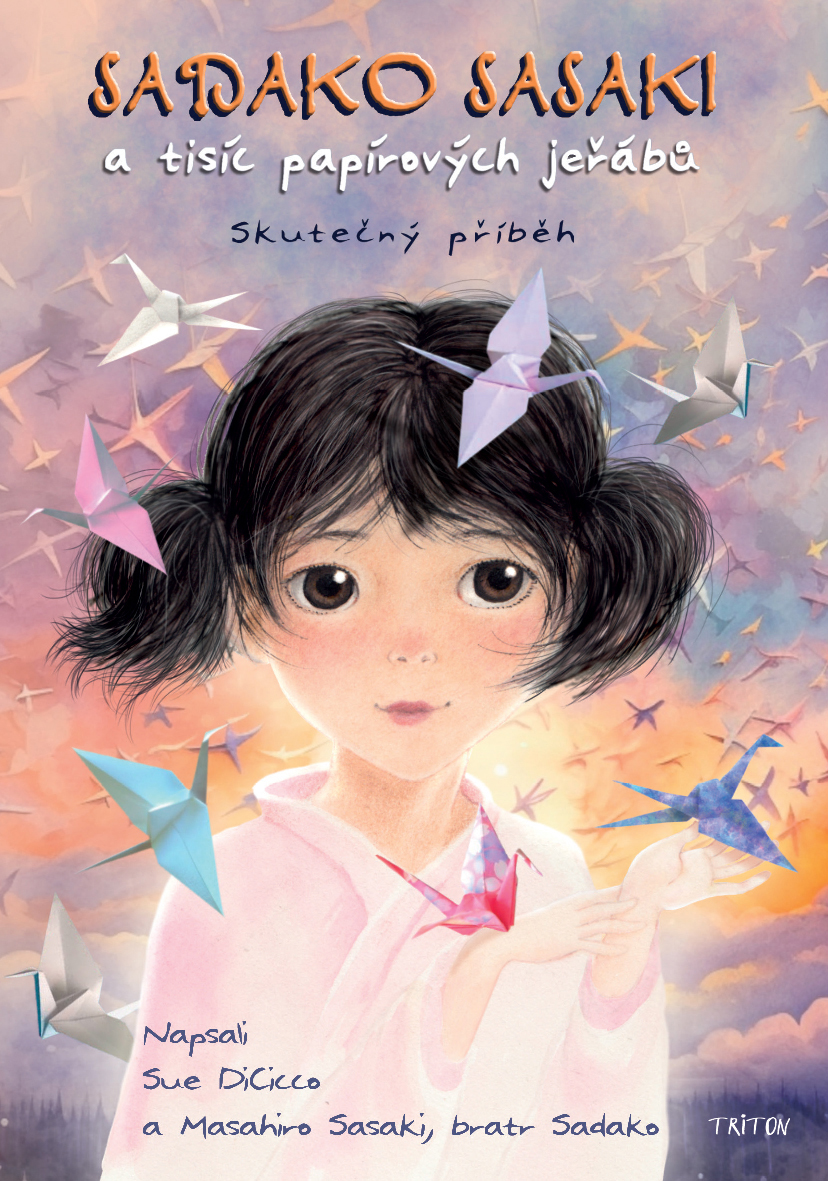 SADAKO SASAKI
a tisíc papírových jeřábů
Skutečný příběh
Napsali
Sue DiCicco
a Masahiro Sasaki, bratr Sadako
TRITON